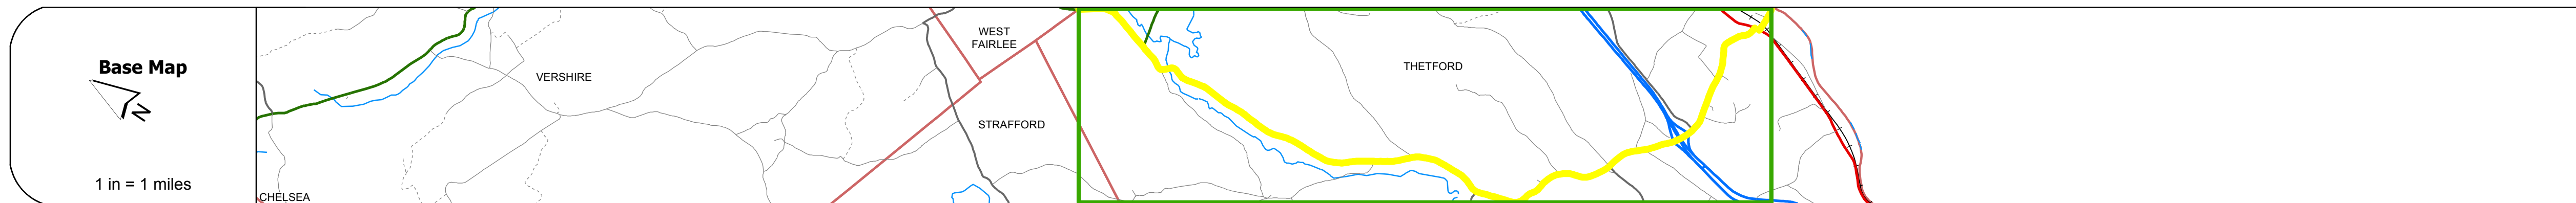 Base Map
N
1 in = 1 miles
CHELSEA
VERSHIRE
WEST
FAIRLEE
STRAFFORD
THETFORD